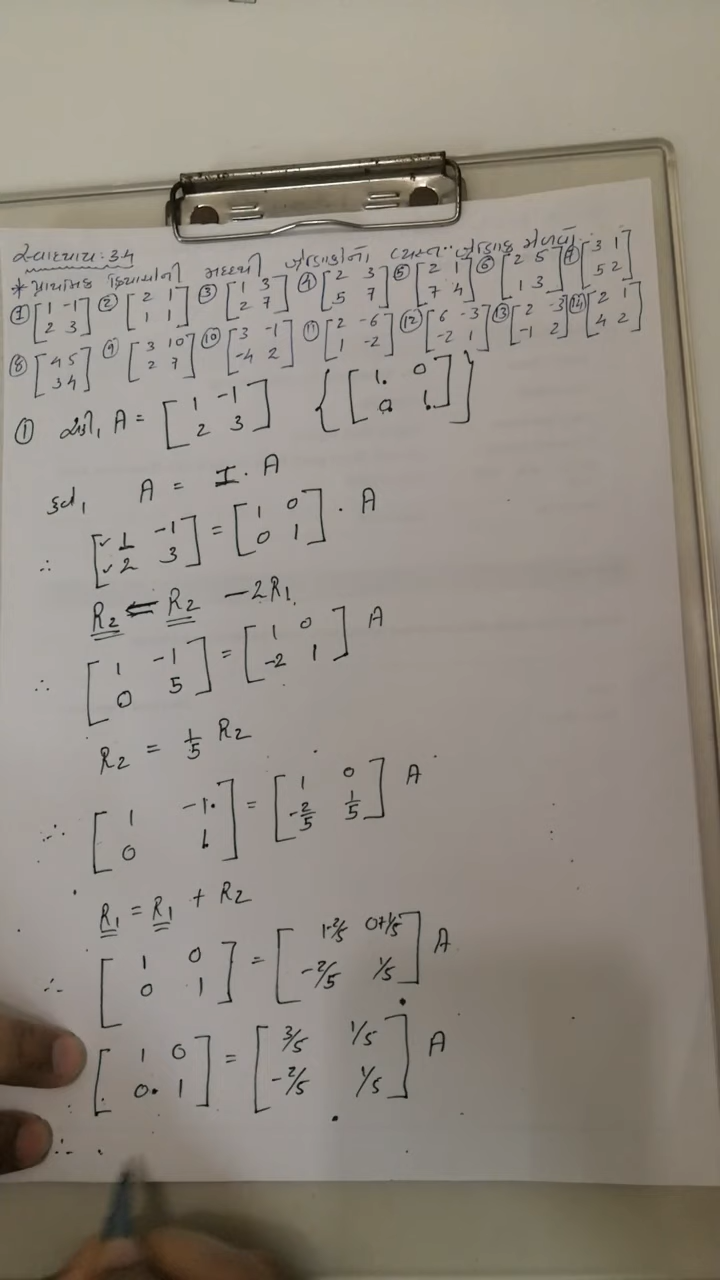 સ્વાધ્યાય: 3.4
* પ્રાથમિક ક્રિયાઓની મદદથી શ્રેણિકોના વ્યસ્ત શ્રેણિક મેળવો.
① [1 -1; 2 3] ② [2 1; 1 1] ③ [1 3; 2 7] ④ [2 3; 5 7] ⑤ [2 1; 7 4] ⑥ [2 5; 1 3] ⑦ [3 1; 5 2]
⑧ [4 5; 3 4] ⑨ [3 10; 2 7] ⑩ [3 -1; -4 2] ⑪ [2 -6; 1 -2] ⑫ [6 -3; -2 1] ⑬ [2 -3; -1 2] ⑭ [2 1; 4 2]
① A = [1 -1; 2 3] {[1 0; 0 1]}
A = I . A
∴ [1 -1; 2 3] = [1 0; 0 1] . A
R2 = R2 - 2R1
∴ [1 -1; 0 5] = [1 0; -2 1] A
R2 = 1/5 R2
∴ [1 -1; 0 1] = [1 0; -2/5 1/5] A
R1 = R1 + R2
∴ [1 0; 0 1] = [1-2/5 0+1/5; -2/5 1/5] A
[1 0; 0 1] = [3/5 1/5; -2/5 1/5] A
∴